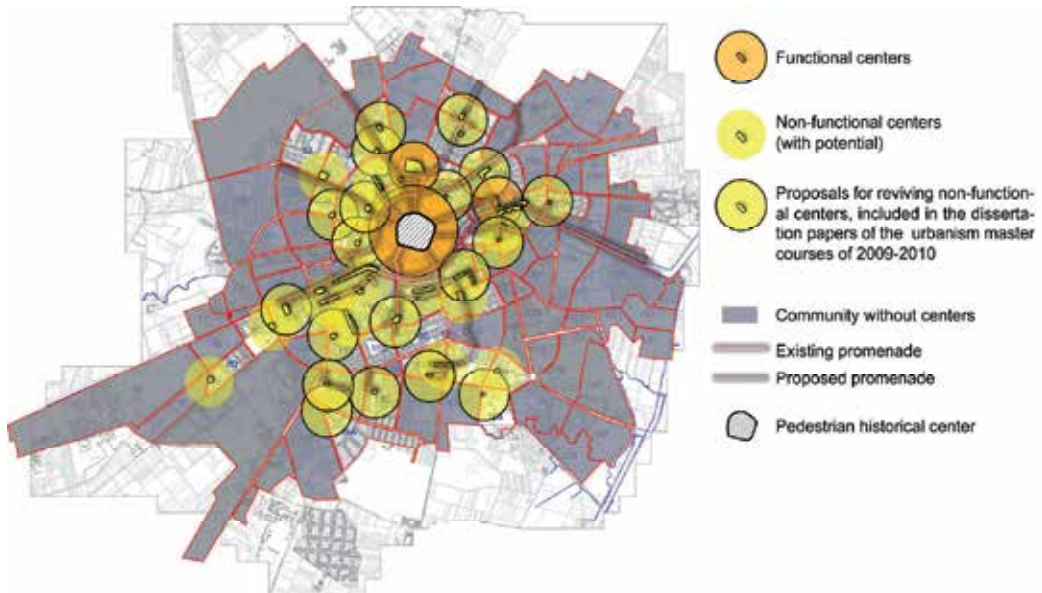 Functional centers
Non-functional centers
(with potential)
Proposals for reviving non-function-
al centers, included in the disserta-
tion papers of the urbanism master
courses of 2009-2010
Community without centers
Existing promenade
Proposed promenade
Pedestrian historical center